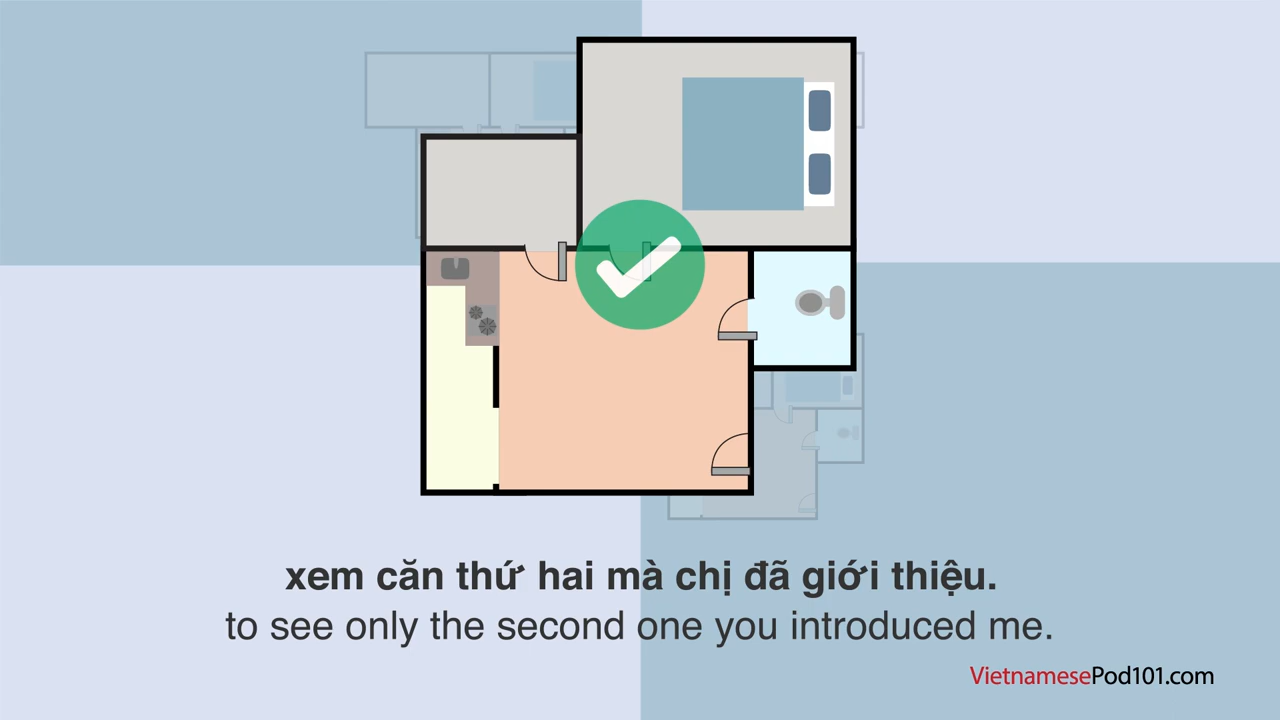 xem căn thứ hai mà chị đã giới thiệu.
to see only the second one you introduced me.
VietnamesePod101.com